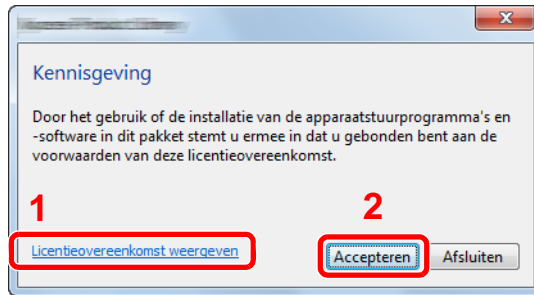 Kennisgeving
Door het gebruik of de installatie van de apparaatstuurprogramma's en
-software in dit pakket stemt u ermee in dat u gebonden bent aan de
voorwaarden van deze licentieovereenkomst.
1
2
Licentieovereenkomst weergeven
Accepteren
Afsluiten